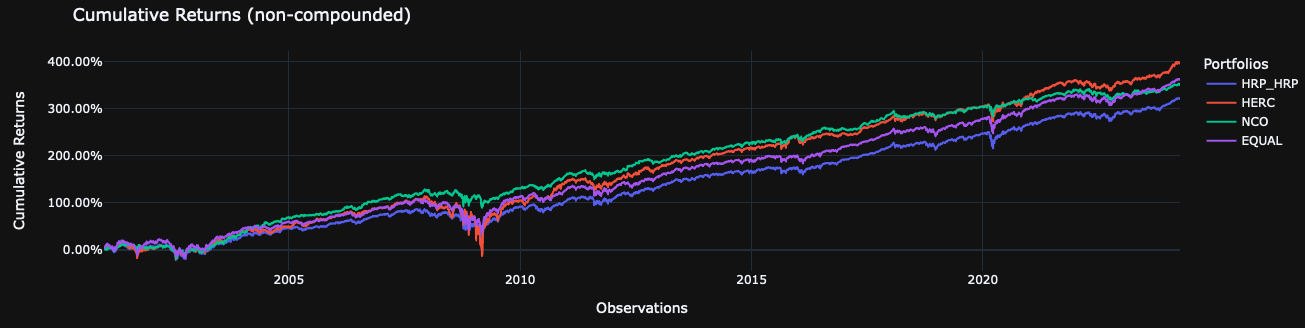 Cumulative Returns (non-compounded)
Cumulative Returns
400.00%
300.00%
200.00%
100.00%
0.00%
2005
2010
2015
2020
Observations
Portfolios
HRP_HRP
HERC
NCO
EQUAL